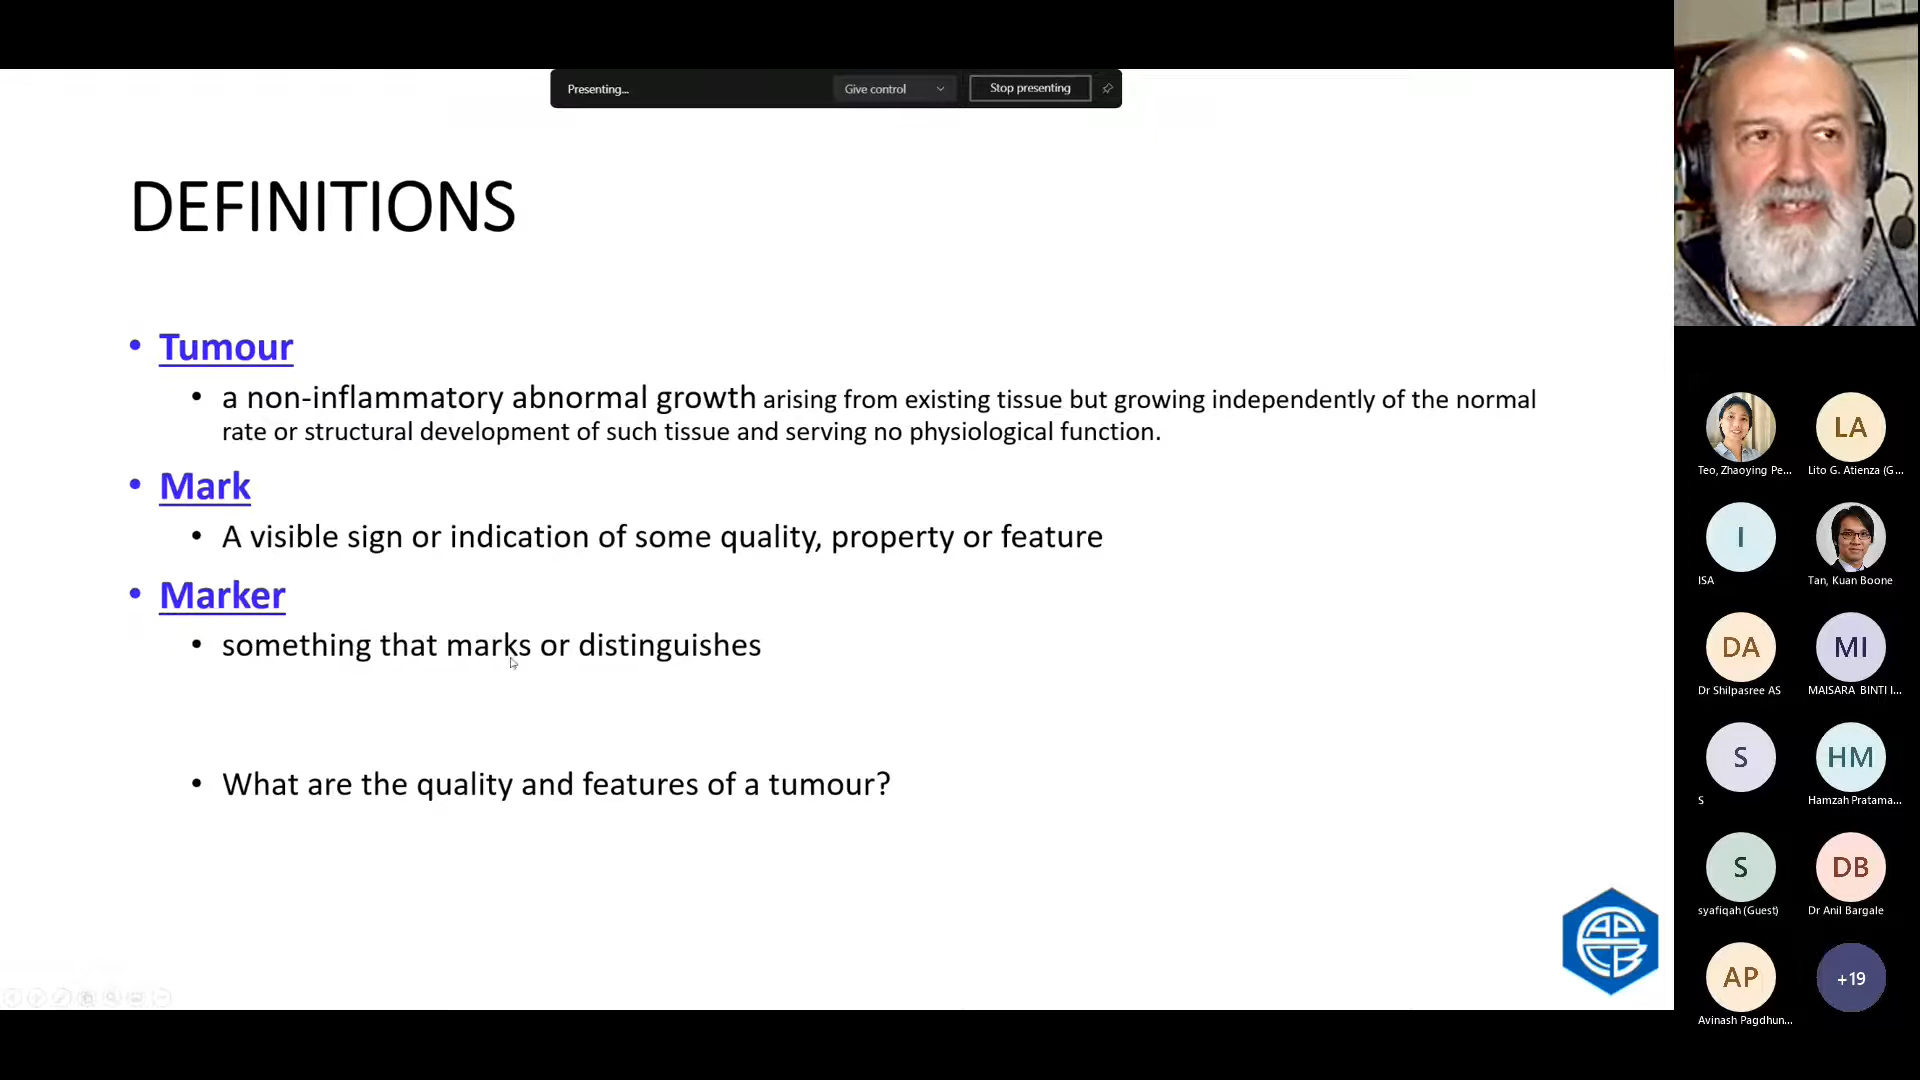 Presenting...
Give control
Stop presenting
DEFINITIONS
• Tumour
• a non-inflammatory abnormal growth arising from existing tissue but growing independently of the normal
rate or structural development of such tissue and serving no physiological function.
• Mark
• A visible sign or indication of some quality, property or feature
• Marker
• something that marks or distinguishes
• What are the quality and features of a tumour?
APFCB
Teo, Zhaoying Pe...
LA
Lito G. Atienza (G...
I
ISA
Tan, Kuan Boone
DA
Dr Shilpasree AS
MI
MAISARA BINTI I...
S
S
HM
Hamzah Pratama...
S
syafiqah (Guest)
DB
Dr Anil Bargale
AP
Avinash Pagdhun...
+19